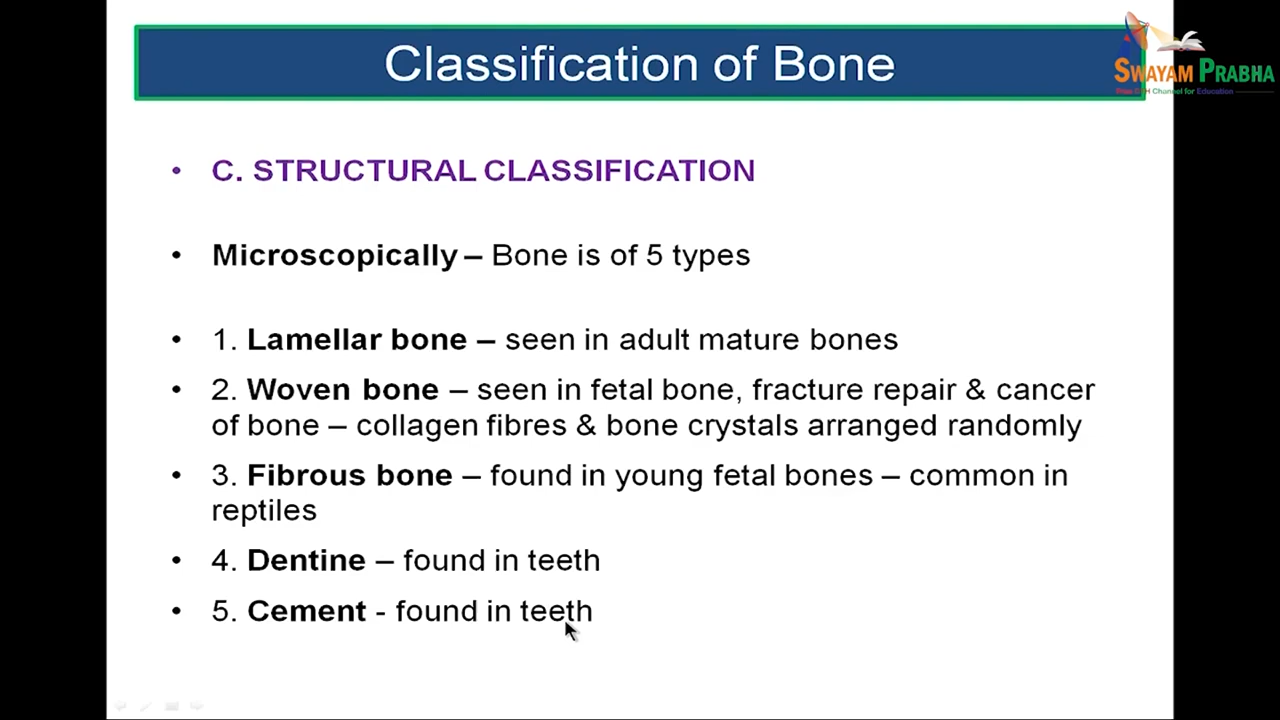 Classification of Bone
SWAYAM PRABHA
• C. STRUCTURAL CLASSIFICATION
• Microscopically – Bone is of 5 types
• 1. Lamellar bone – seen in adult mature bones
• 2. Woven bone – seen in fetal bone, fracture repair & cancer
of bone – collagen fibres & bone crystals arranged randomly
• 3. Fibrous bone – found in young fetal bones – common in
reptiles
• 4. Dentine – found in teeth
• 5. Cement - found in teeth